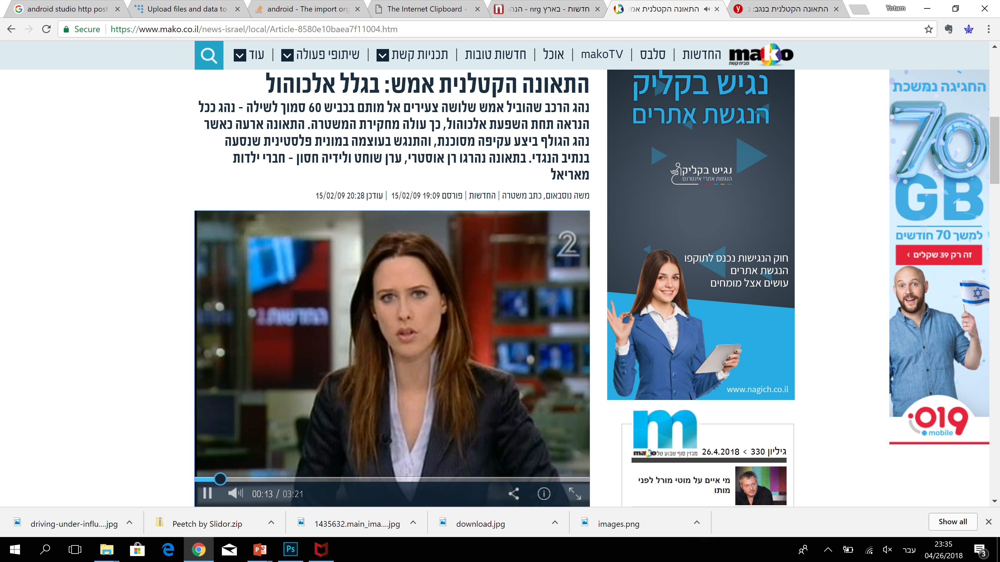 android studio http post
Upload files and data to
android - The import org
The Internet Clipboard -
חדשות - בארץ nrg - הנהג
התאונה הקטלנית אמש
התאונה הקטלנית בנגב: ב
Yotam
Secure
https://www.mako.co.il/news-israel/local/Article-8580e10baea7f11004.htm
mako
מבית קשת
החדשות | סלבס | makoTV | אוכל | חדשות טובות | תכניות קשת | שיתופי פעולה | עוד
התאונה הקטלנית אמש: בגלל אלכוהול
נהג הרכב שהוביל אמש שלושה צעירים אל מותם בכביש 60 סמוך לשילה - נהג ככל
הנראה תחת השפעת אלכוהול, כך עולה מחקירת המשטרה. התאונה ארעה כאשר
נהג הגולף ביצע עקיפה מסוכנת, והתנגש בעוצמה במונית פלסטינית שנסעה
בנתיב הנגדי. בתאונה נהרגו רן אוסטרי, ערן שוחט ולידיה חסון - חברי ילדות
מאריאל
משה נוסבאום, כתב משטרה | החדשות | פורסם 19:09 15/02/09 | עודכן 20:28 15/02/09
2
החדשות
00:13 / 03:21
נגיש בקליק
הנגשת אתרים
נגיש בקליק
הנגשת אתרי אינטרנט
חוק הנגישות נכנס לתוקפו
הנגשת אתרים
עושים אצל מומחים
www.nagich.co.il
m
מגזין סוף שבוע של mako
גיליון 330 > 26.4.2018
מי איים על מוטי מורל לפני
מותו
החגיגה נמשכת
70
GB
למשך 70 חודשים
זה רק 39 שקלים ›
019
mobile
driving-under-influ....jpg
Peetch by Slidor.zip
1435632.main_ima....jpg
download.jpg
images.png
Show all
עבר
23:35
04/26/2018
3